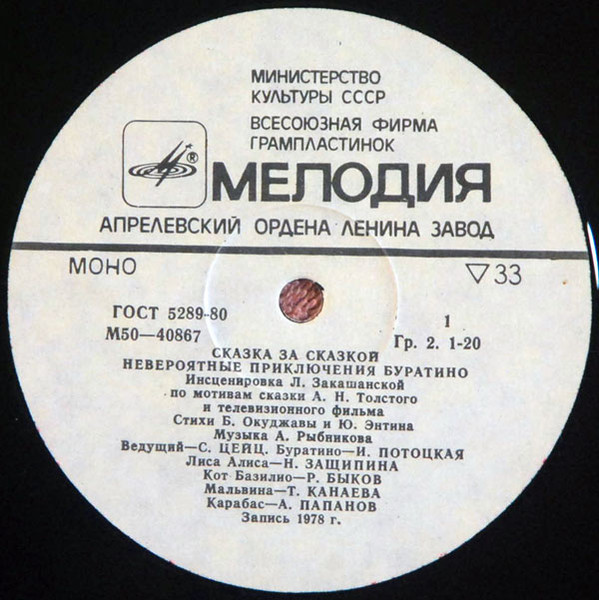 МИНИСТЕРСТВО
КУЛЬТУРЫ СССР
ВСЕСОЮЗНАЯ ФИРМА
ГРАМПЛАСТИНОК
®
МЕЛОДИЯ
АПРЕЛЕВСКИЙ ОРДЕНА ЛЕНИНА ЗАВОД
МОНО ▽33
ГОСТ 5289-80
М50—40867
1
Гр. 2. 1-20
СКАЗКА ЗА СКАЗКОЙ
НЕВЕРОЯТНЫЕ ПРИКЛЮЧЕНИЯ БУРАТИНО
Инсценировка Л. Закашанской
по мотивам сказки А. Н. Толстого
и телевизионного фильма
Стихи Б. Окуджавы и Ю. Энтина
Музыка А. Рыбникова
Ведущий—С. ЦЕЙЦ. Буратино—И. ПОТОЦКАЯ
Лиса Алиса—Н. ЗАЩИПИНА
Кот Базилио—Р. БЫКОВ
Мальвина—Т. КАНАЕВА
Карабас—А. ПАПАНОВ
Запись 1978 г.